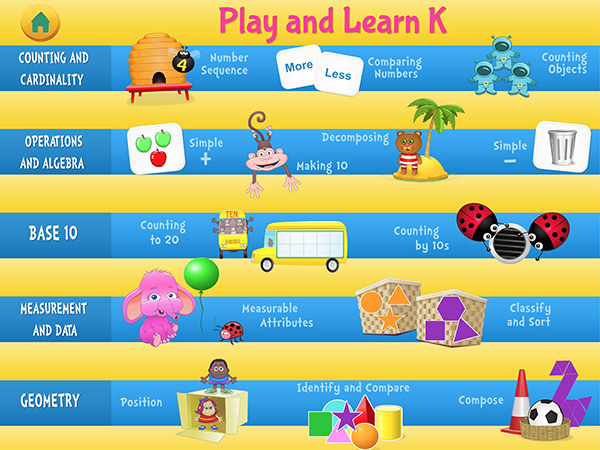 Play and Learn K
COUNTING AND
CARDINALITY
4
Number
Sequence
More
Less
Comparing
Numbers
Counting
Objects
OPERATIONS
AND ALGEBRA
Simple
+
Making 10
Decomposing
Simple
−
BASE 10
Counting
to 20
TEN
Counting
by 10s
MEASUREMENT
AND DATA
Measurable
Attributes
Classify
and Sort
GEOMETRY
Position
Identify and Compare
Compose